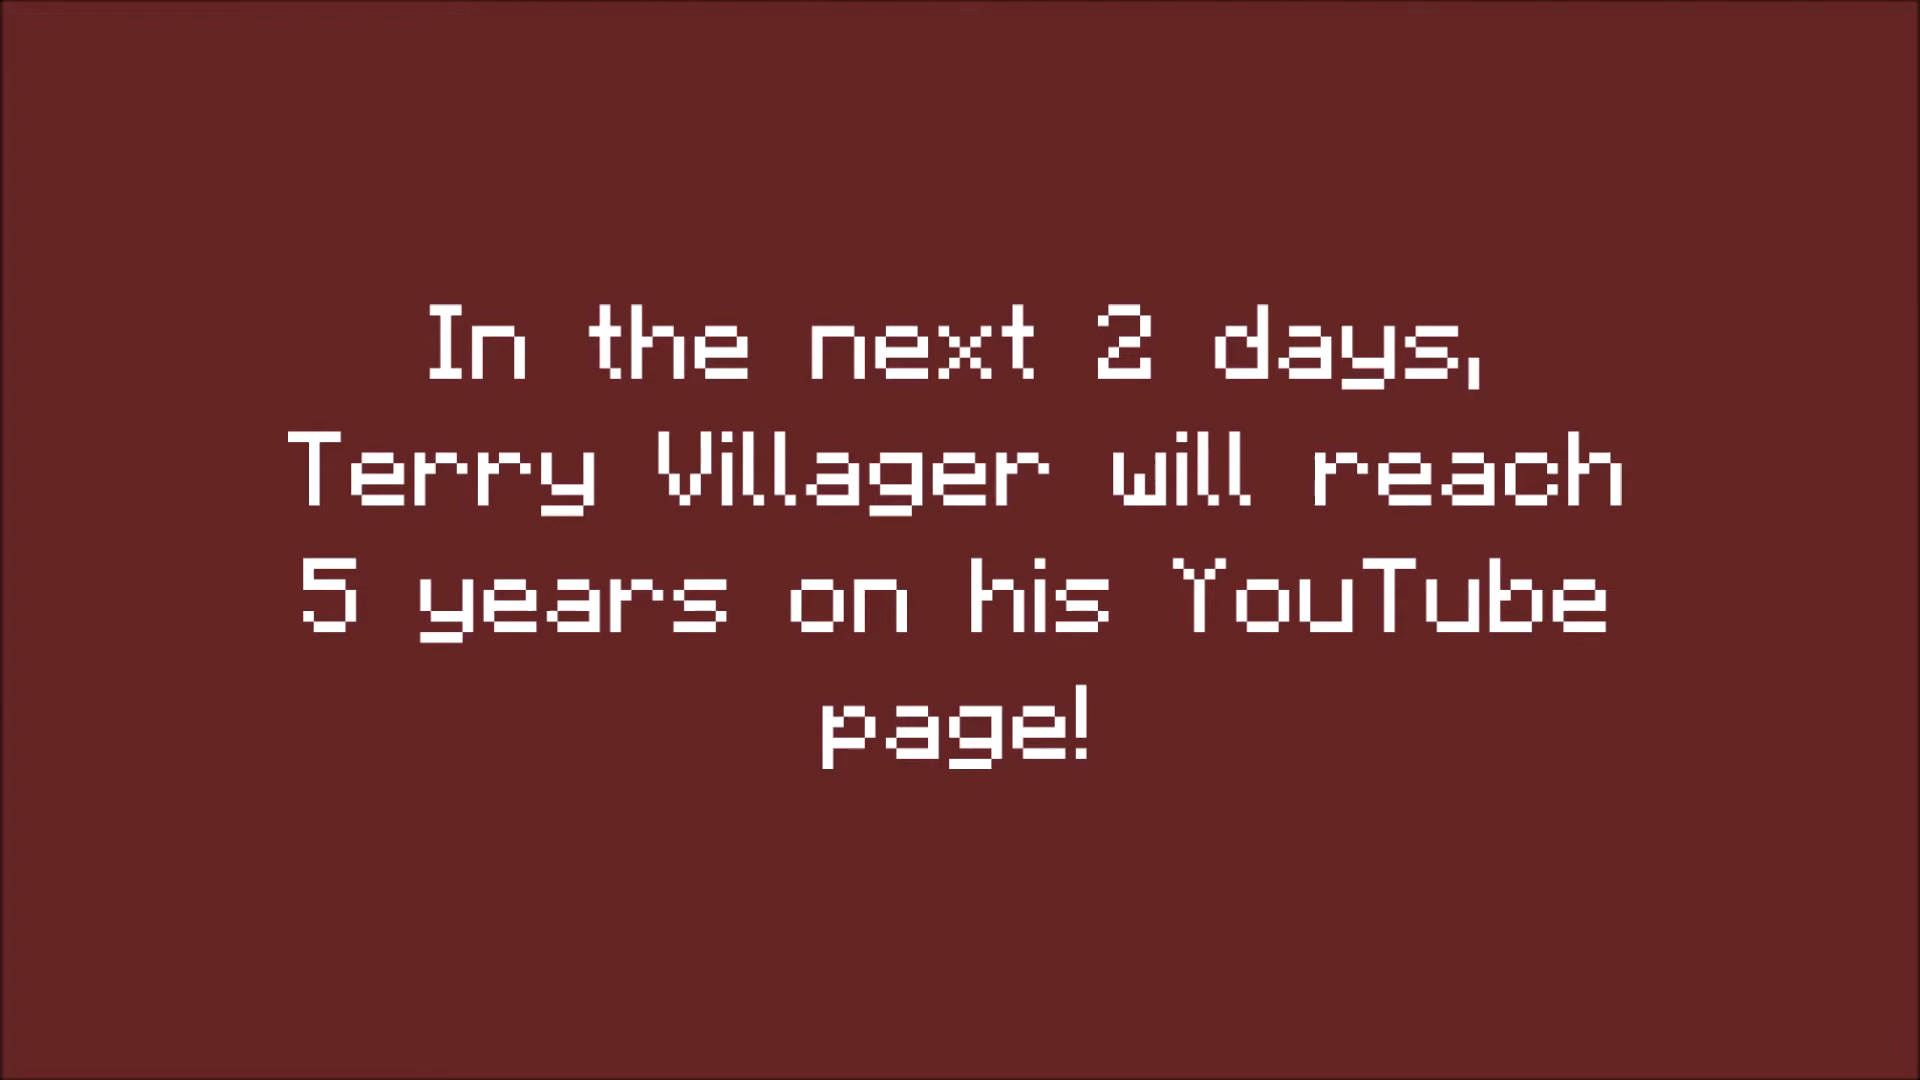 In the next 2 days,
Terry Villager will reach
5 years on his YouTube
page!